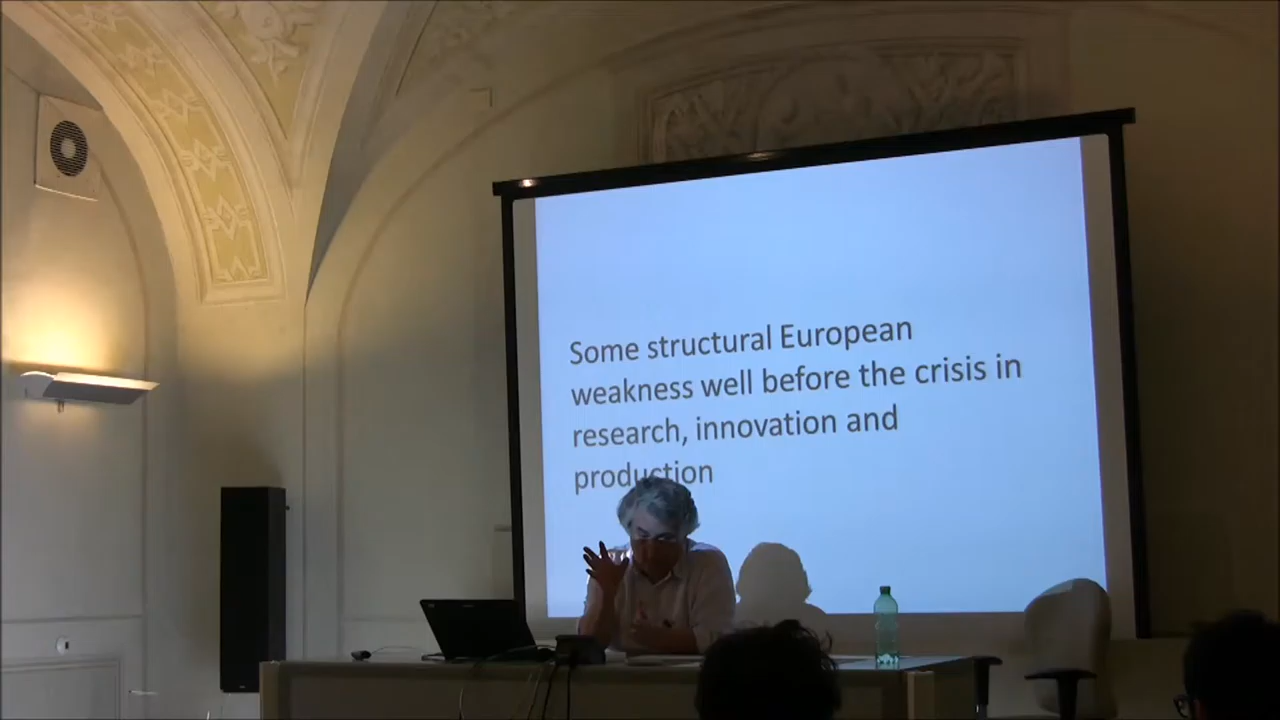 Some structural European
weakness well before the crisis in
research, innovation and
production